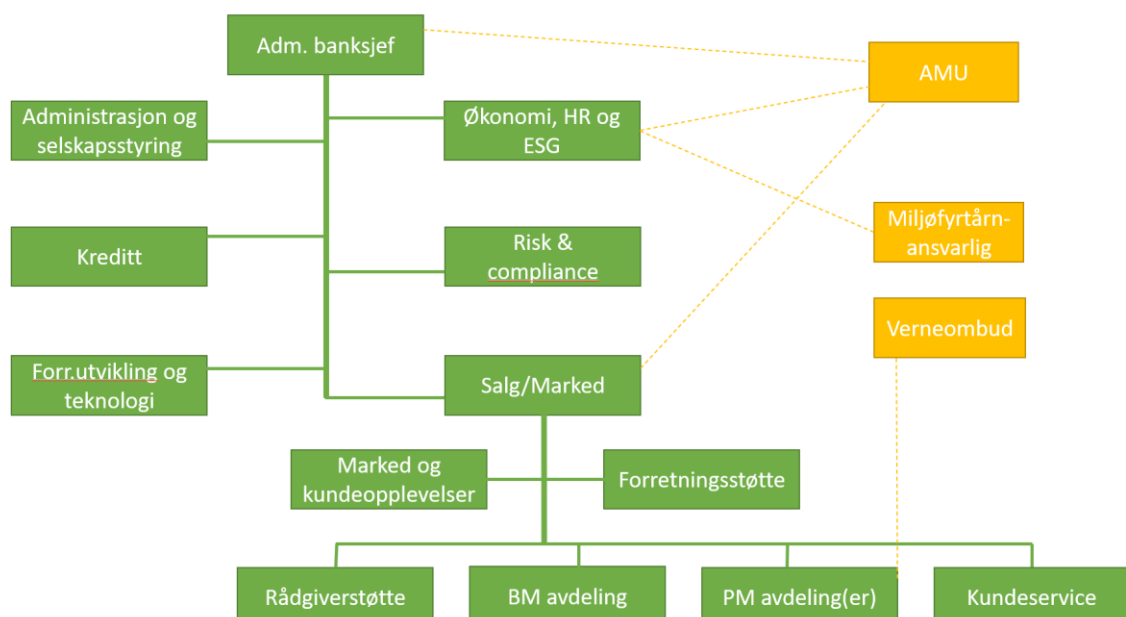 Adm. banksjef
AMU
Administrasjon og
selskapsstyring
Økonomi, HR og
ESG
Miljøfyrtårn-
ansvarlig
Kreditt
Risk &
compliance
Verneombud
Forr.utvikling og
teknologi
Salg/Marked
Marked og
kundeopplevelser
Forretningsstøtte
Rådgiverstøtte
BM avdeling
PM avdeling(er)
Kundeservice